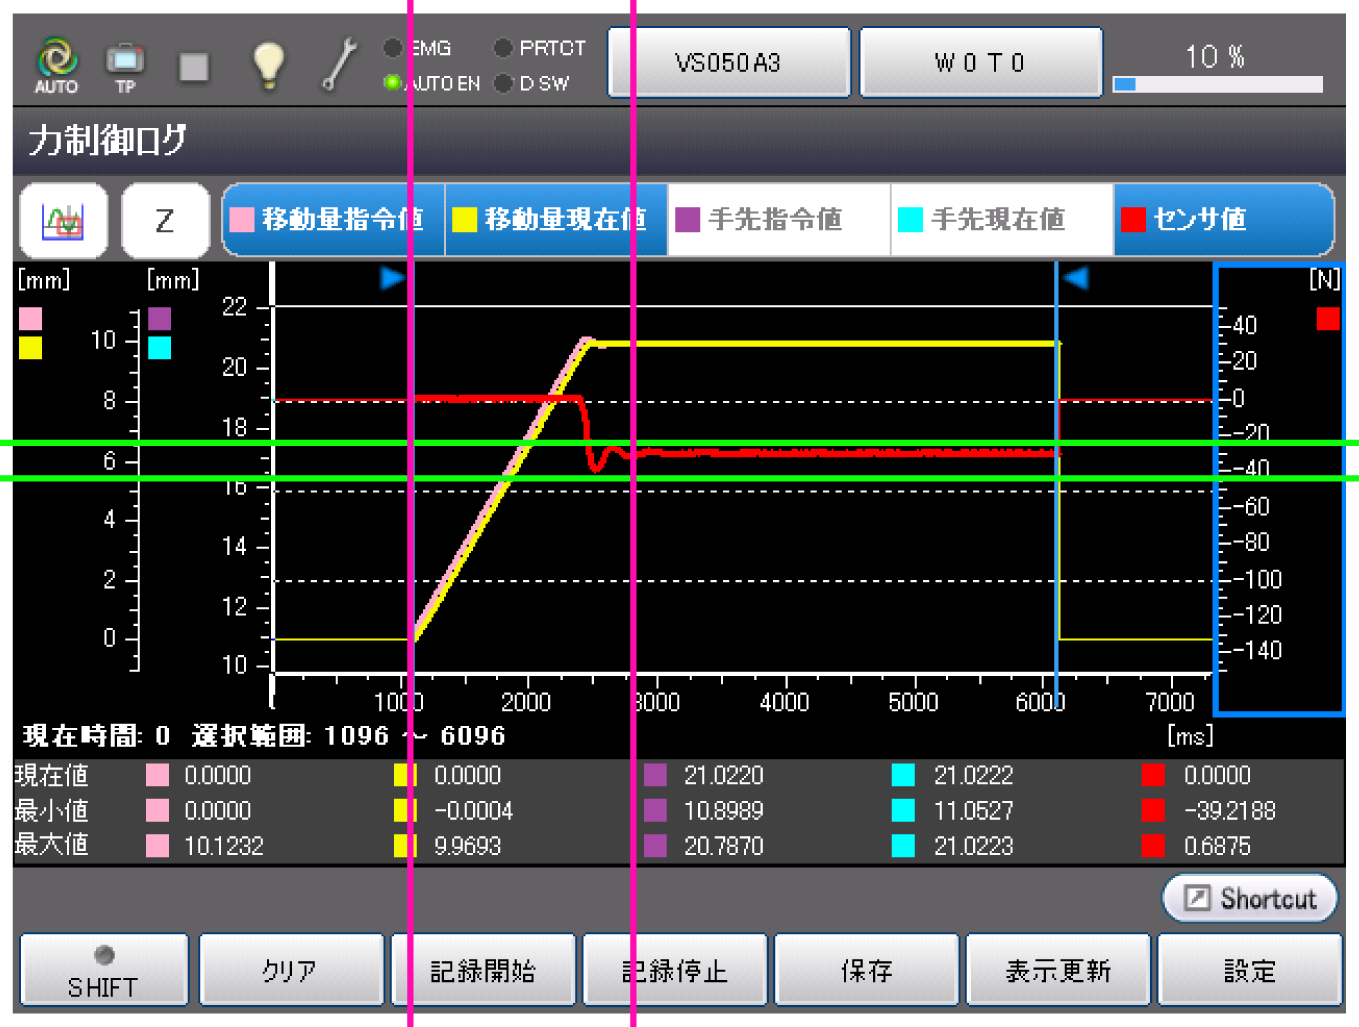 AUTO
TP
EMG PRTCT
AUTO EN D SW
VS050A3
W 0 T 0
10 %
力制御ログ
Z
移動量指令値 移動量現在値 手先指令値 手先現在値 センサ値
[mm] [mm] [N]
10
8
6
4
2
0
22
20
18
16
14
12
10
40
20
0
-20
-40
-60
-80
-100
-120
-140
1000 2000 3000 4000 5000 6000 7000
現在時間: 0 選択範囲: 1096 ～ 6096 [ms]
現在値 0.0000 0.0000 21.0220 21.0222 0.0000
最小値 0.0000 -0.0004 10.8989 11.0527 -39.2188
最大値 10.1232 9.9693 20.7870 21.0223 0.6875
Shortcut
SHIFT クリア 記録開始 記録停止 保存 表示更新 設定